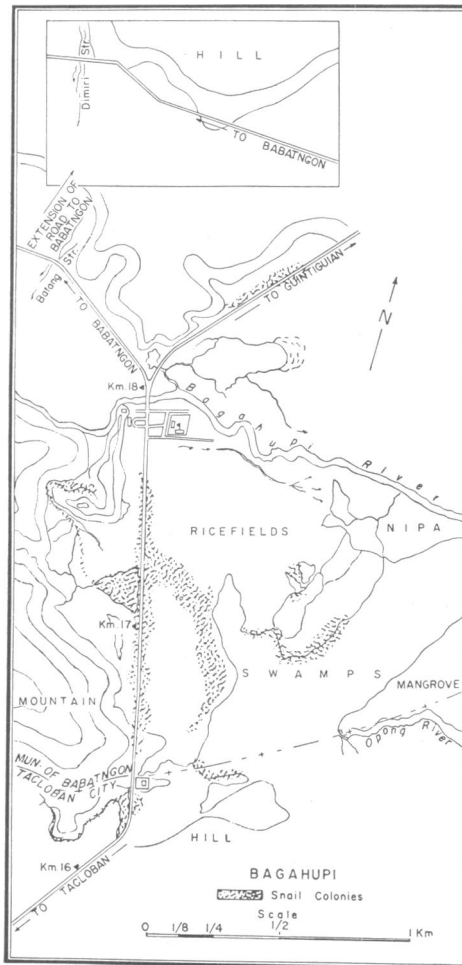 HILL
Dimiri Str.
TO BABATNGON
EXTENSION OF
ROAD TO
BABATNGON
Batang Str.
TO BABATNGON
TO GUINTIGUIAN
N
Km. 18
Bagahupi River
RICEFIELDS
NIPA
Km. 17
SWAMPS
MOUNTAIN
MANGROVE
Opong River
MUN. OF BABATNGON
TACLOBAN CITY
HILL
Km. 16
TO TACLOBAN
BAGAHUPI
Snail Colonies
Scale
0 1/8 1/4 1/2 1 Km